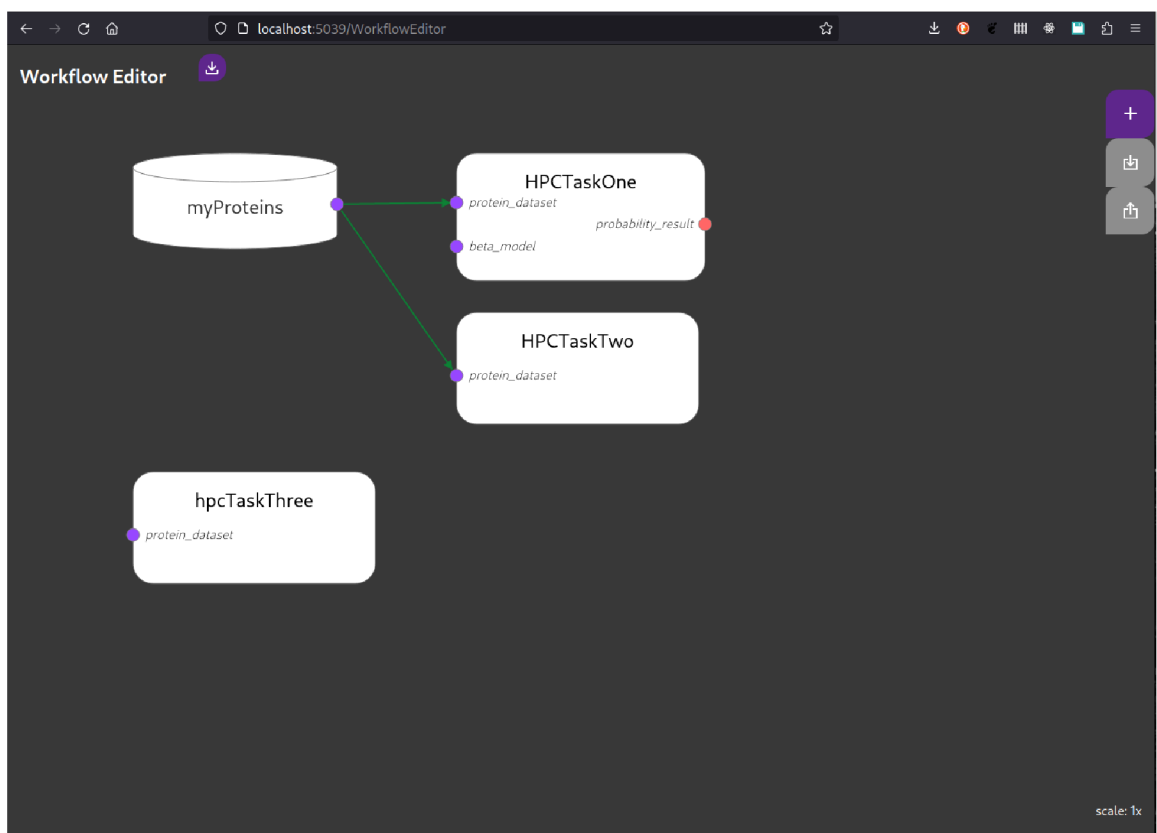 localhost:5039/WorkflowEditor
Workflow Editor
myProteins
HPCTaskOne
protein_dataset
probability_result
beta_model
HPCTaskTwo
protein_dataset
hpcTaskThree
protein_dataset
scale: 1x